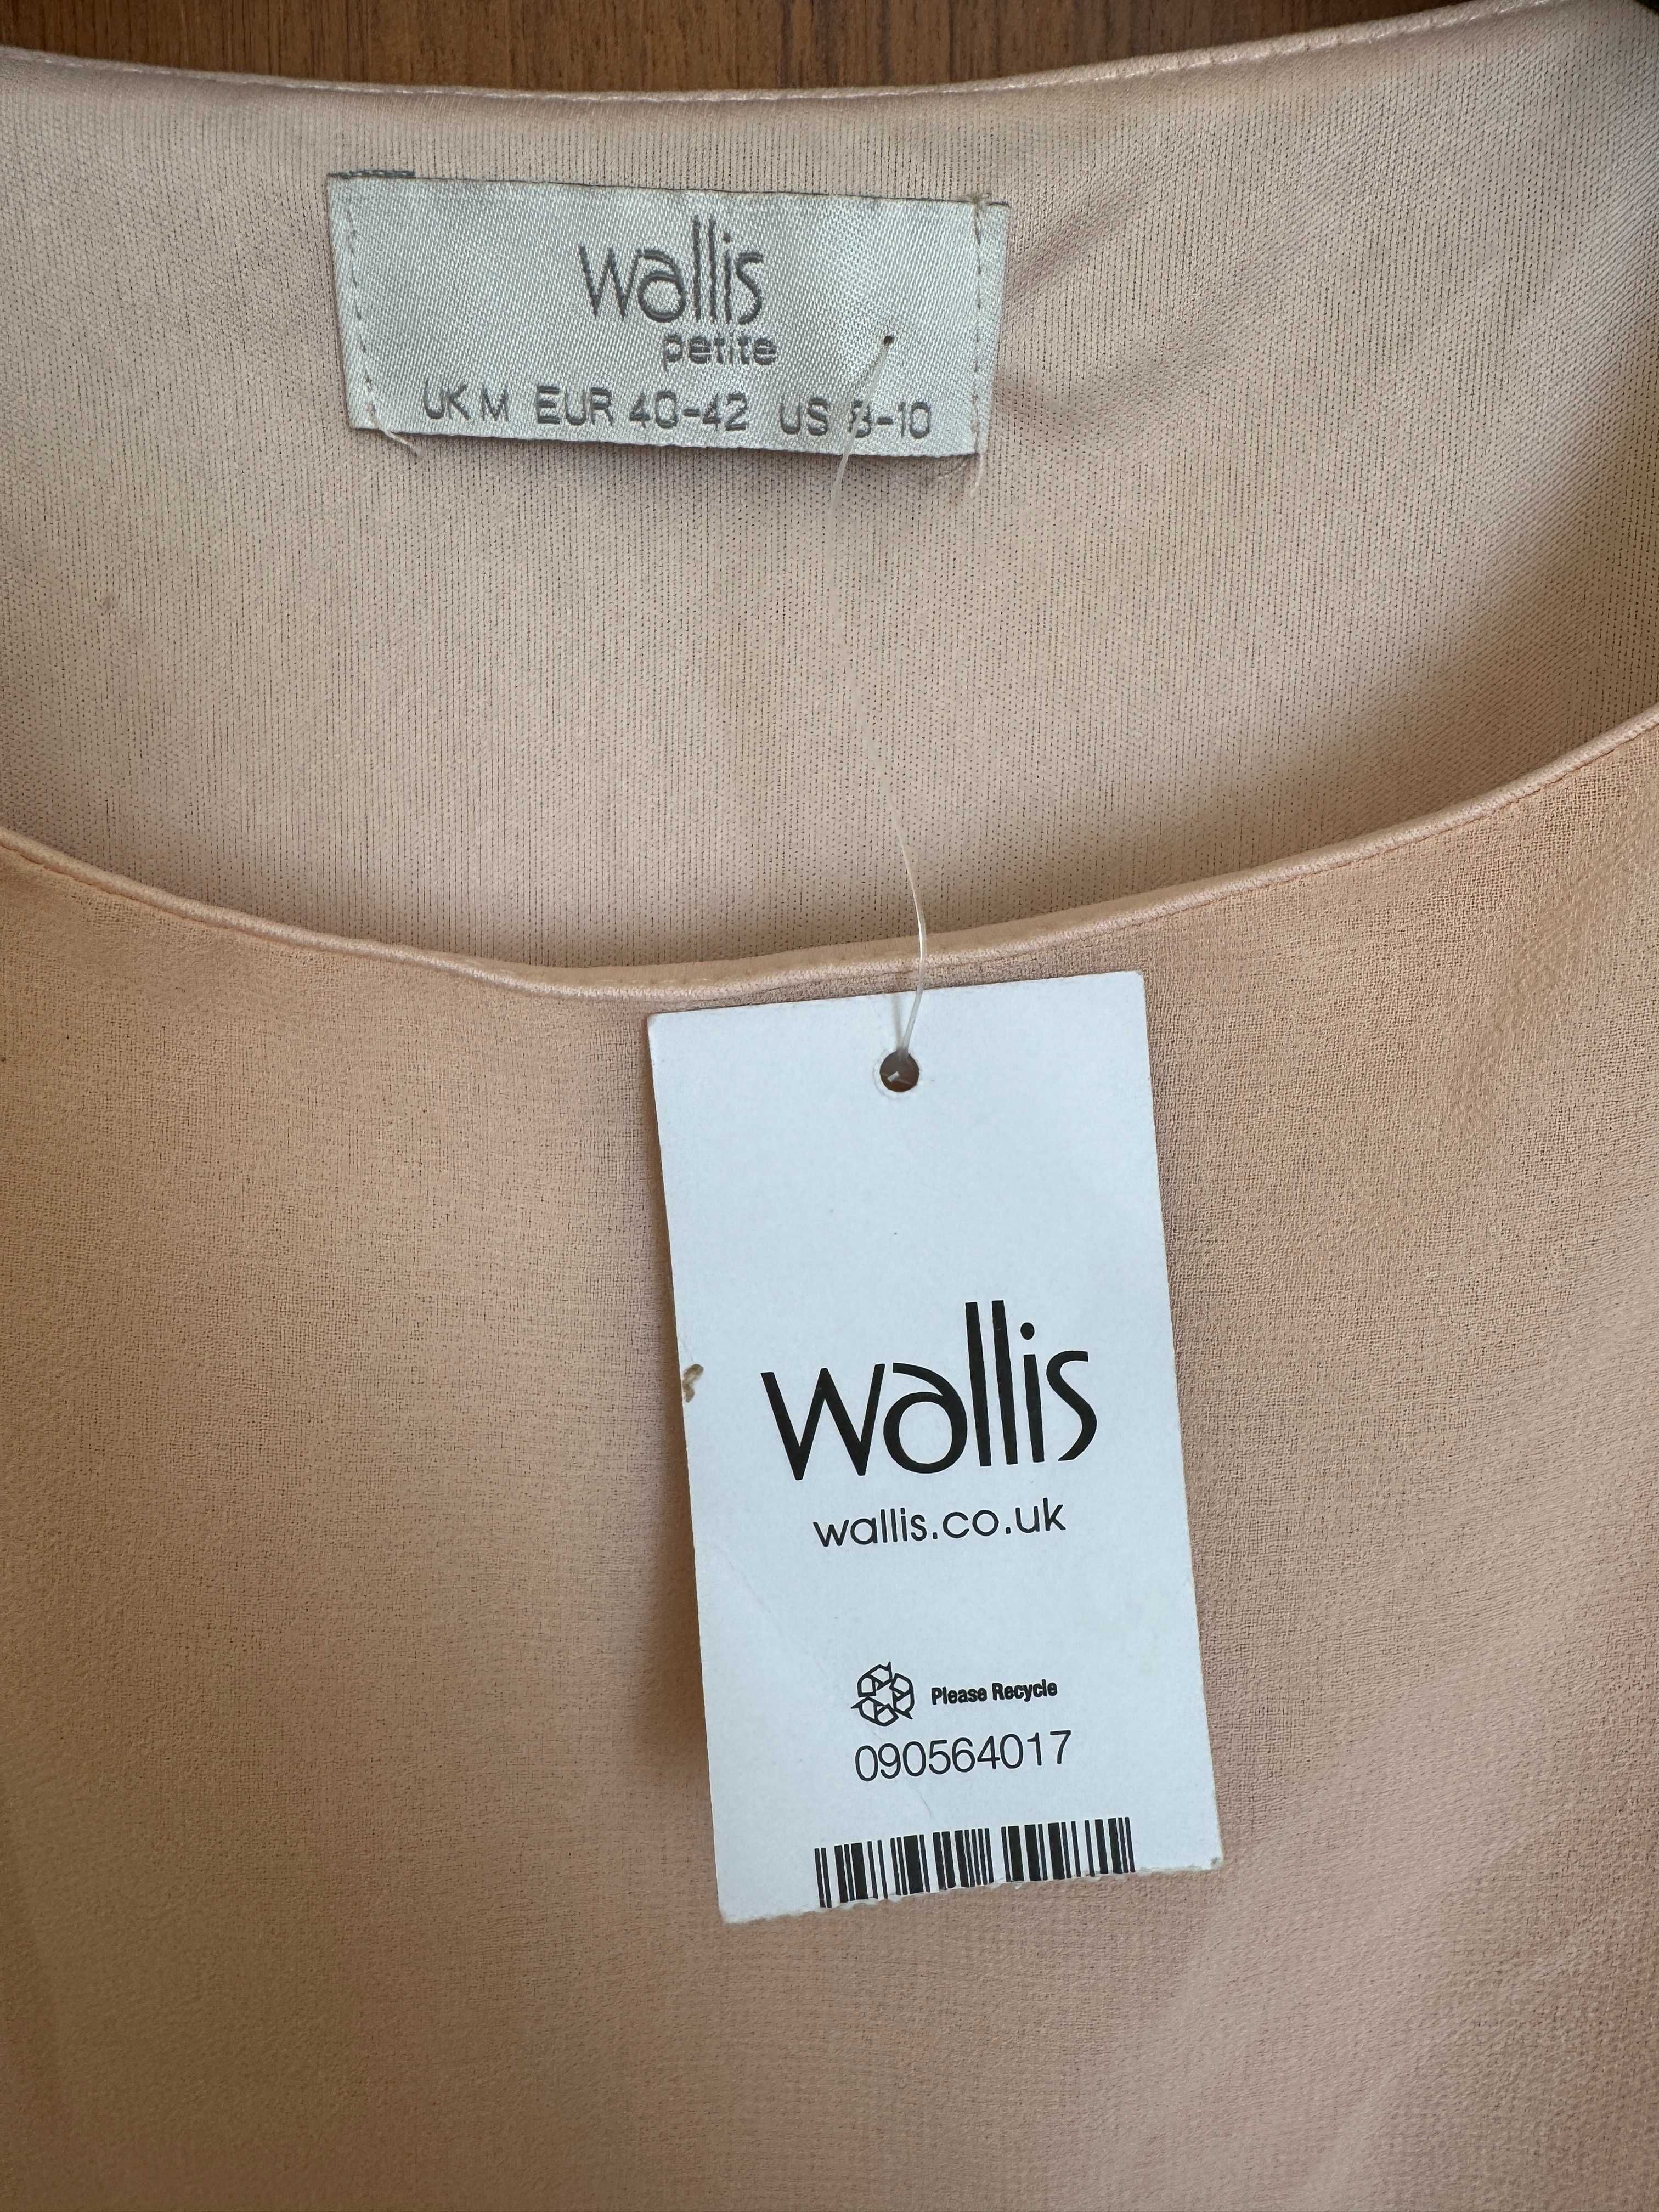 wallis
petite
UK M EUR 40-42 US 8-10
wallis
wallis.co.uk
Please Recycle
090564017